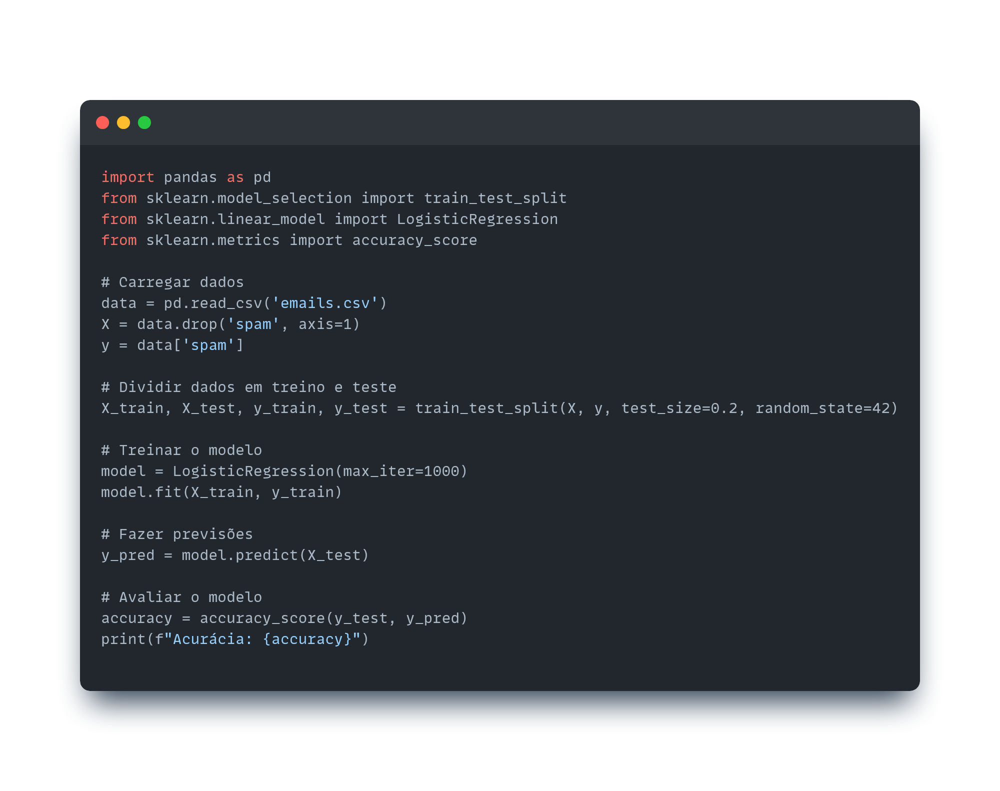 import pandas as pd
from sklearn.model_selection import train_test_split
from sklearn.linear_model import LogisticRegression
from sklearn.metrics import accuracy_score
# Carregar dados
data = pd.read_csv('emails.csv')
X = data.drop('spam', axis=1)
y = data['spam']
# Dividir dados em treino e teste
X_train, X_test, y_train, y_test = train_test_split(X, y, test_size=0.2, random_state=42)
# Treinar o modelo
model = LogisticRegression(max_iter=1000)
model.fit(X_train, y_train)
# Fazer previsões
y_pred = model.predict(X_test)
# Avaliar o modelo
accuracy = accuracy_score(y_test, y_pred)
print(f"Acurácia: {accuracy}")